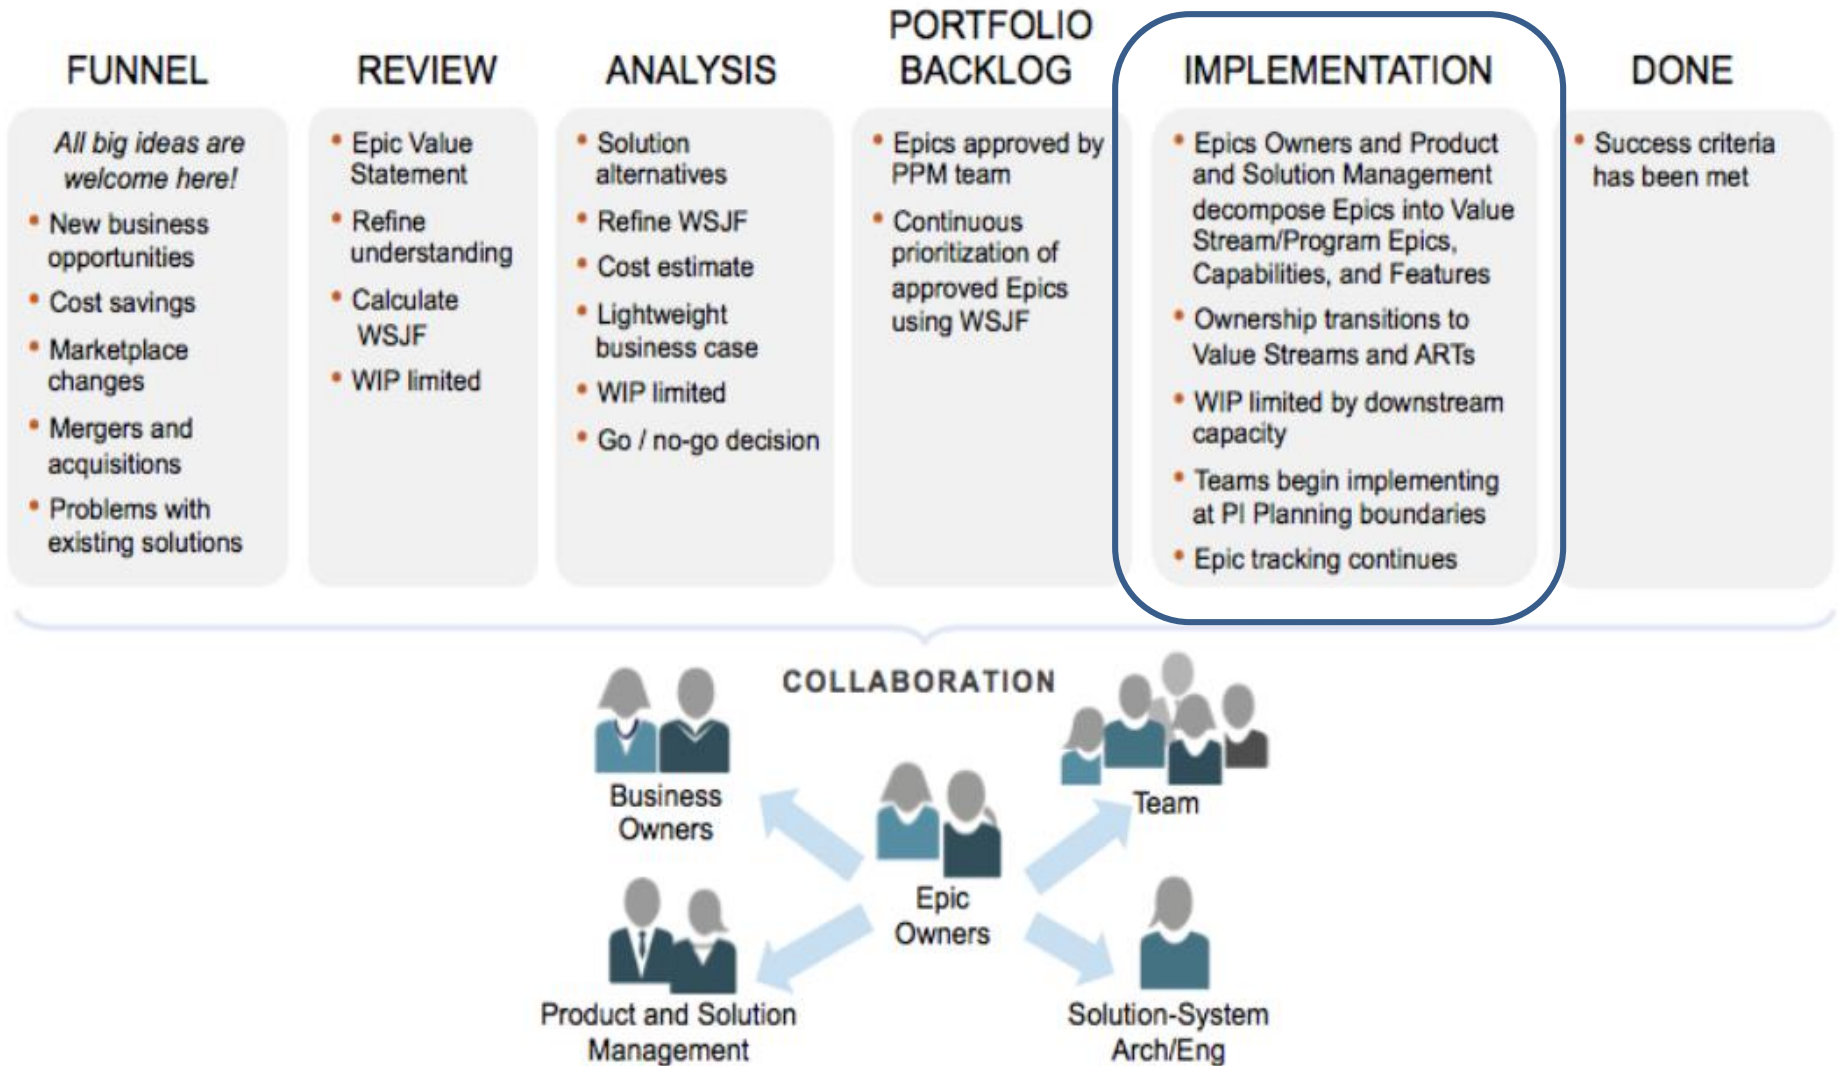 FUNNEL
All big ideas are
welcome here!
• New business
opportunities
• Cost savings
• Marketplace
changes
• Mergers and
acquisitions
• Problems with
existing solutions
REVIEW
• Epic Value
Statement
• Refine
understanding
• Calculate
WSJF
• WIP limited
ANALYSIS
• Solution
alternatives
• Refine WSJF
• Cost estimate
• Lightweight
business case
• WIP limited
• Go / no-go decision
PORTFOLIO
BACKLOG
• Epics approved by
PPM team
• Continuous
prioritization of
approved Epics
using WSJF
IMPLEMENTATION
• Epics Owners and Product
and Solution Management
decompose Epics into Value
Stream/Program Epics,
Capabilities, and Features
• Ownership transitions to
Value Streams and ARTs
• WIP limited by downstream
capacity
• Teams begin implementing
at PI Planning boundaries
• Epic tracking continues
DONE
• Success criteria
has been met
COLLABORATION
Business
Owners
Team
Epic
Owners
Product and Solution
Management
Solution-System
Arch/Eng